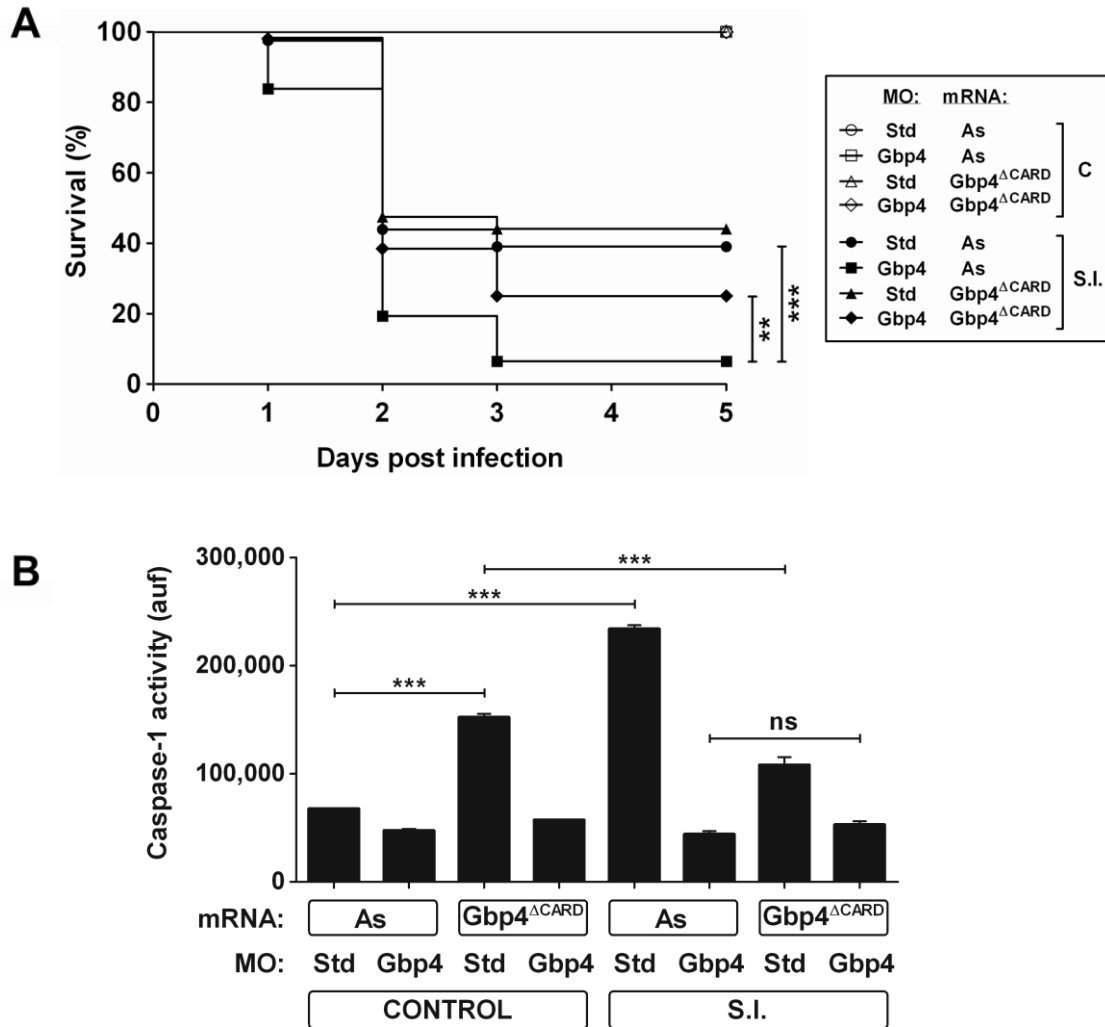 A
Survival (%)
100
80
60
40
20
0
0 1 2 3 4 5
Days post infection
**
***
MO: mRNA:
Std As
Gbp4 As
Std Gbp4ΔCARD
Gbp4 Gbp4ΔCARD
C
Std As
Gbp4 As
Std Gbp4ΔCARD
Gbp4 Gbp4ΔCARD
S.I.
B
Caspase-1 activity (auf)
300,000
200,000
100,000
0
***
***
***
ns
mRNA: As Gbp4ΔCARD As Gbp4ΔCARD
MO: Std Gbp4 Std Gbp4 Std Gbp4 Std Gbp4
CONTROL S.I.